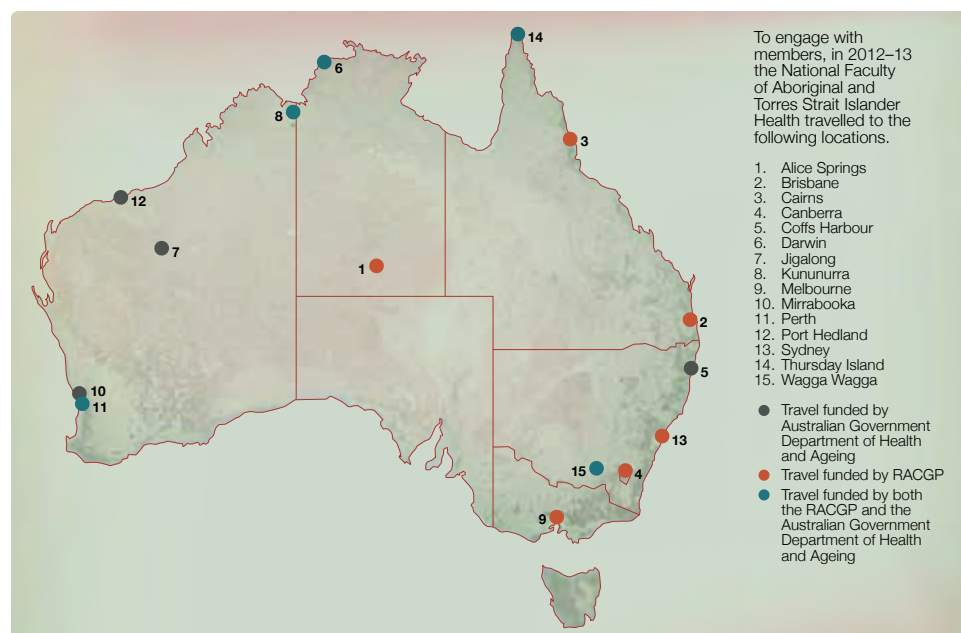 To engage with
members, in 2012–13
the National Faculty
of Aboriginal and
Torres Strait Islander
Health travelled to the
following locations.
1. Alice Springs
2. Brisbane
3. Cairns
4. Canberra
5. Coffs Harbour
6. Darwin
7. Jigalong
8. Kununurra
9. Melbourne
10. Mirrabooka
11. Perth
12. Port Hedland
13. Sydney
14. Thursday Island
15. Wagga Wagga
Travel funded by
Australian Government
Department of Health
and Ageing
Travel funded by RACGP
Travel funded by both
the RACGP and the
Australian Government
Department of Health
and Ageing
14
6
8
3
12
7
1
2
5
10
11
13
15
4
9